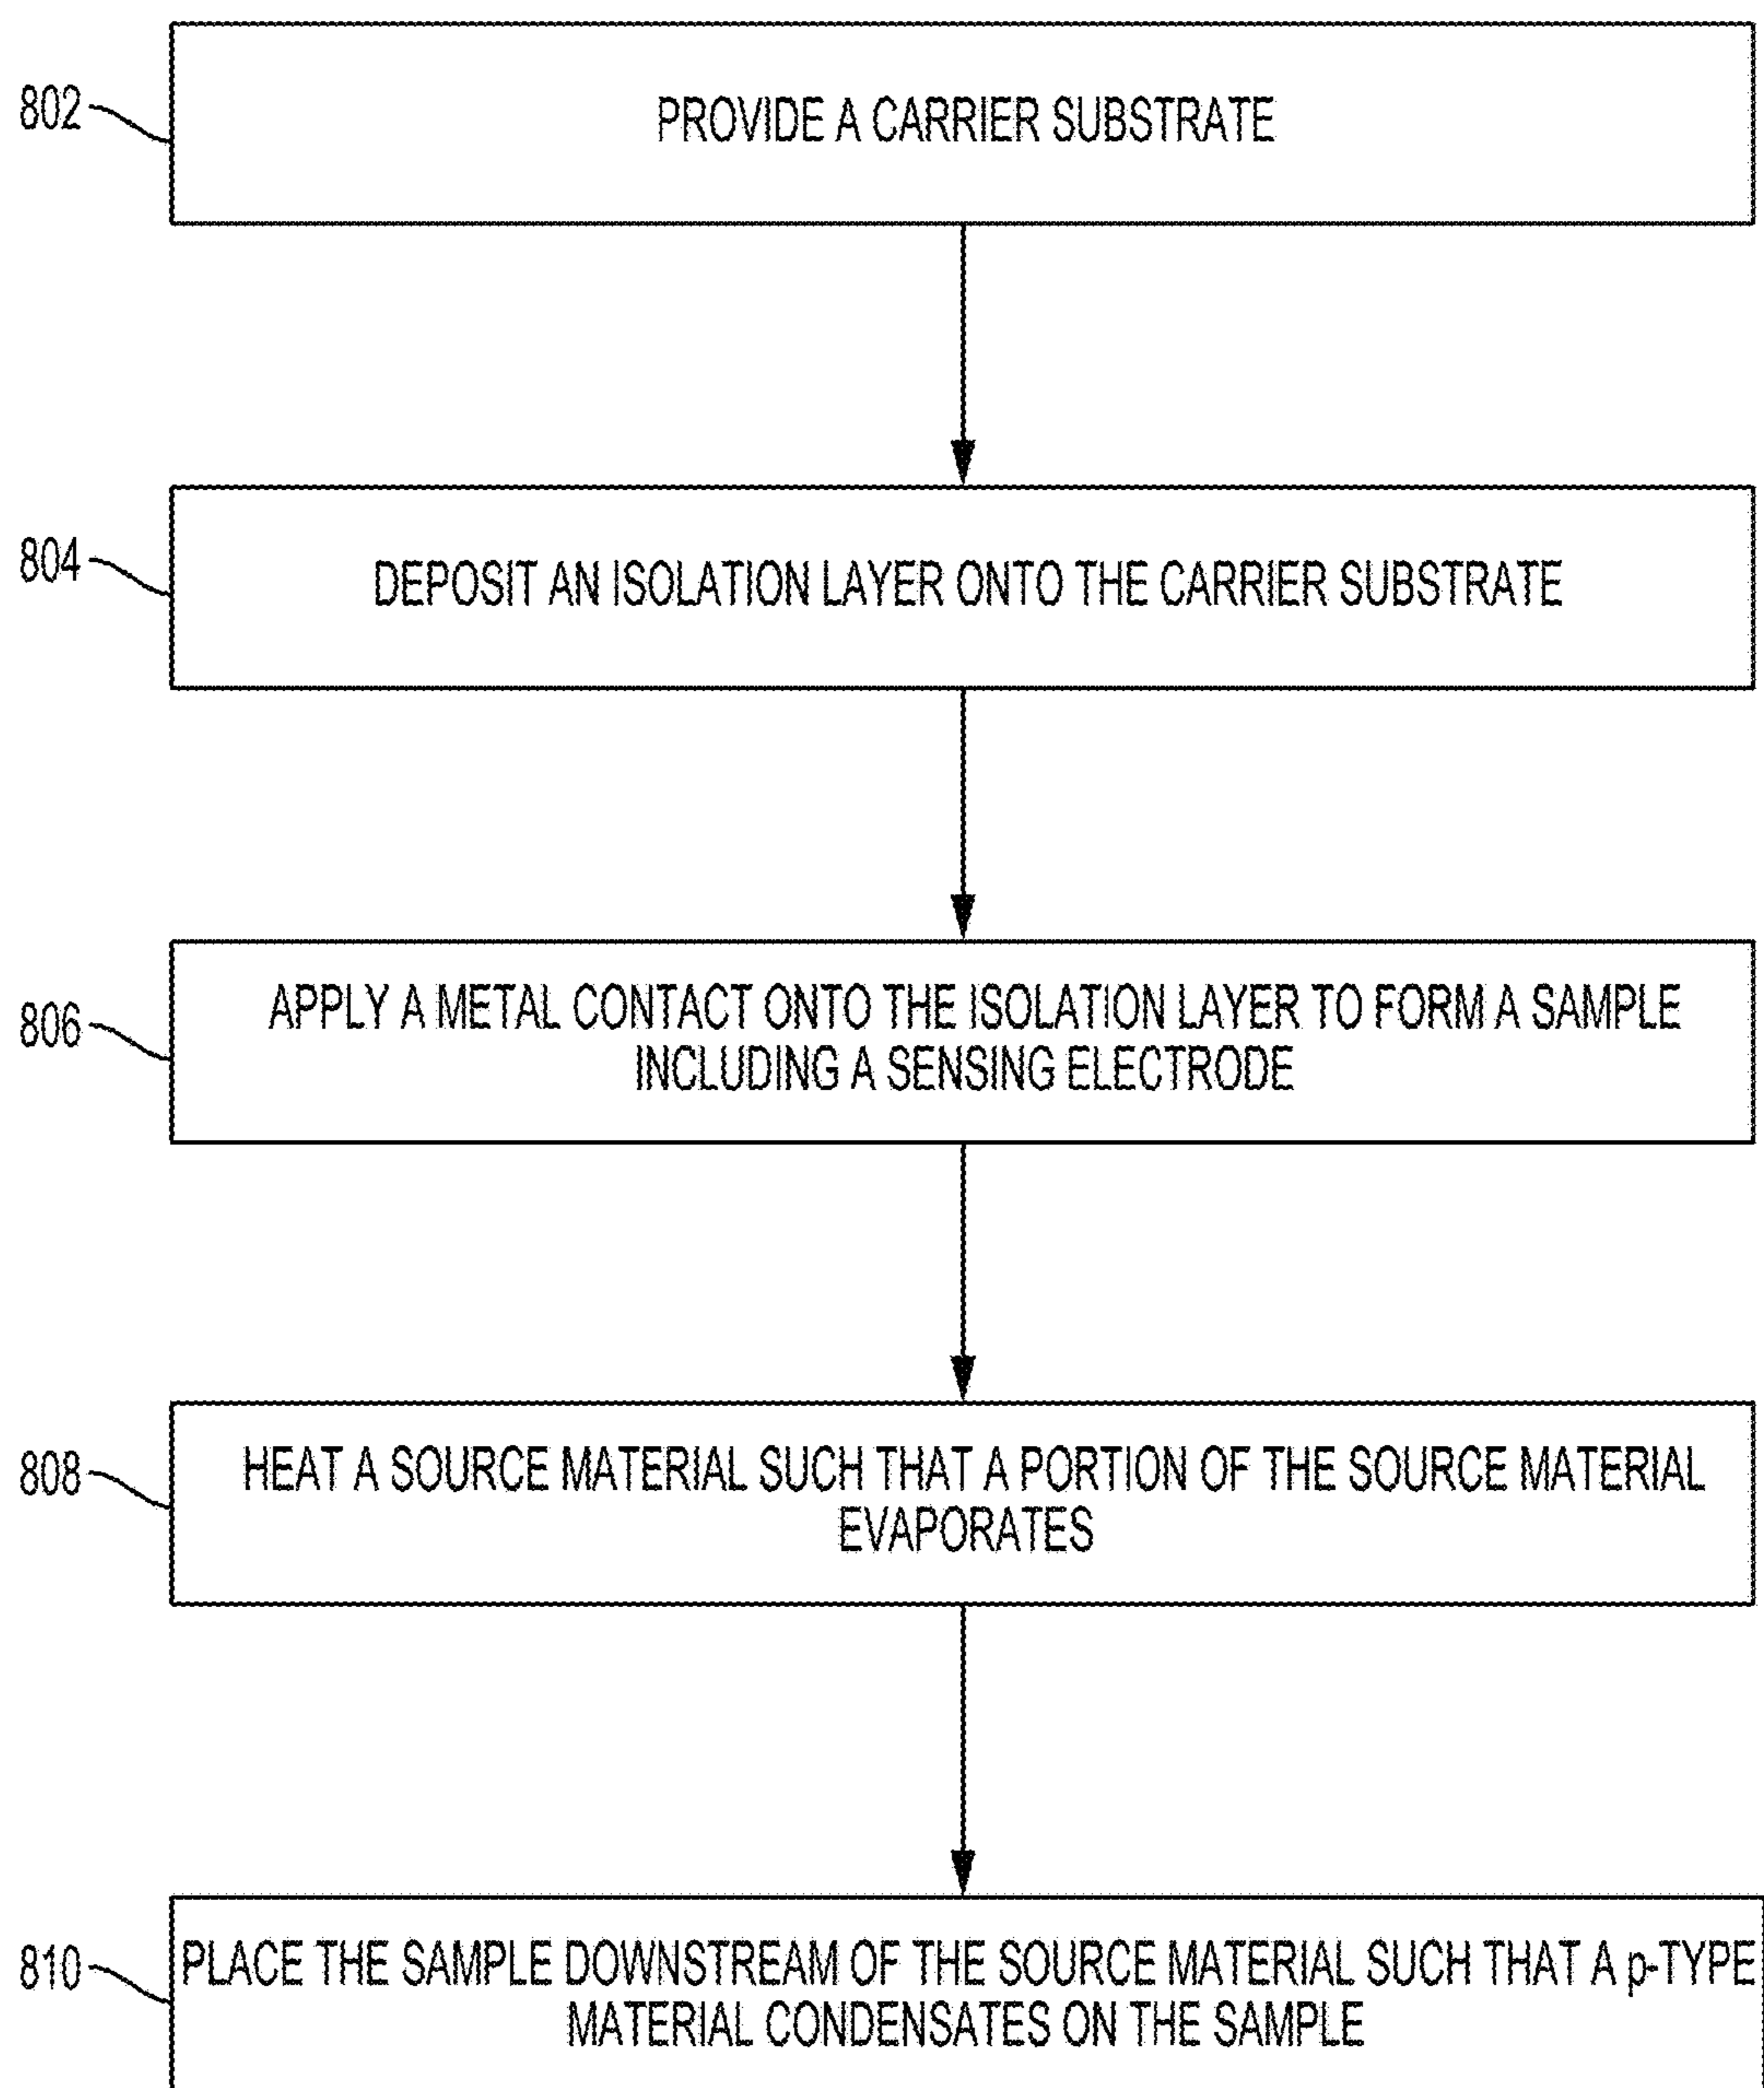 802
PROVIDE A CARRIER SUBSTRATE
804
DEPOSIT AN ISOLATION LAYER ONTO THE CARRIER SUBSTRATE
806
APPLY A METAL CONTACT ONTO THE ISOLATION LAYER TO FORM A SAMPLE
INCLUDING A SENSING ELECTRODE
808
HEAT A SOURCE MATERIAL SUCH THAT A PORTION OF THE SOURCE MATERIAL
EVAPORATES
810
PLACE THE SAMPLE DOWNSTREAM OF THE SOURCE MATERIAL SUCH THAT A p-TYPE
MATERIAL CONDENSATES ON THE SAMPLE